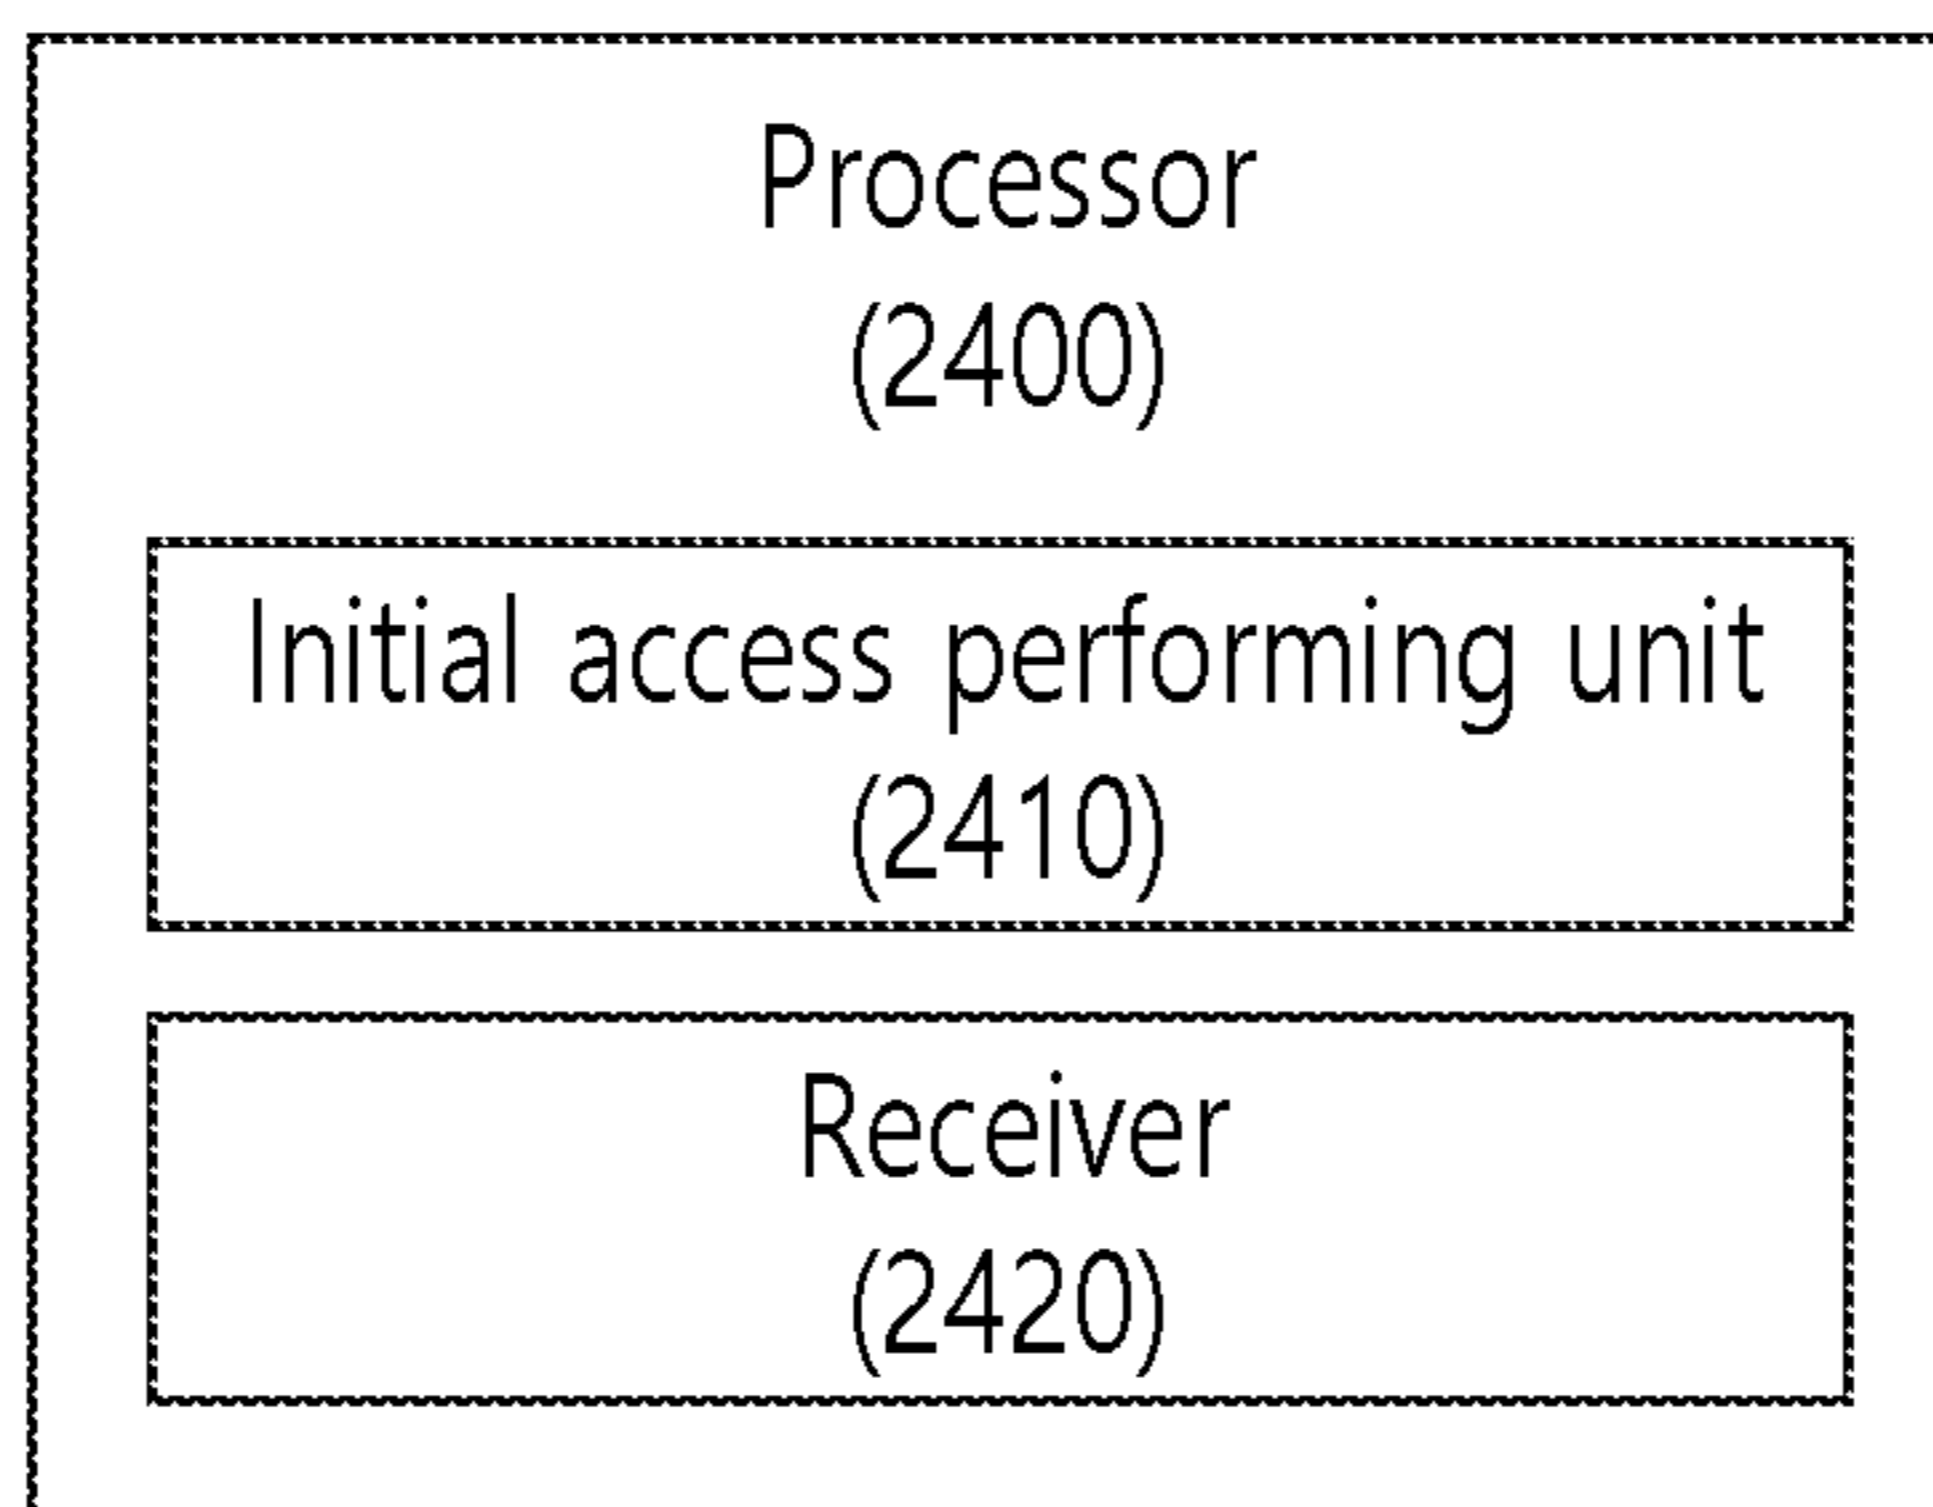 Processor
(2400)
Initial access performing unit
(2410)
Receiver
(2420)